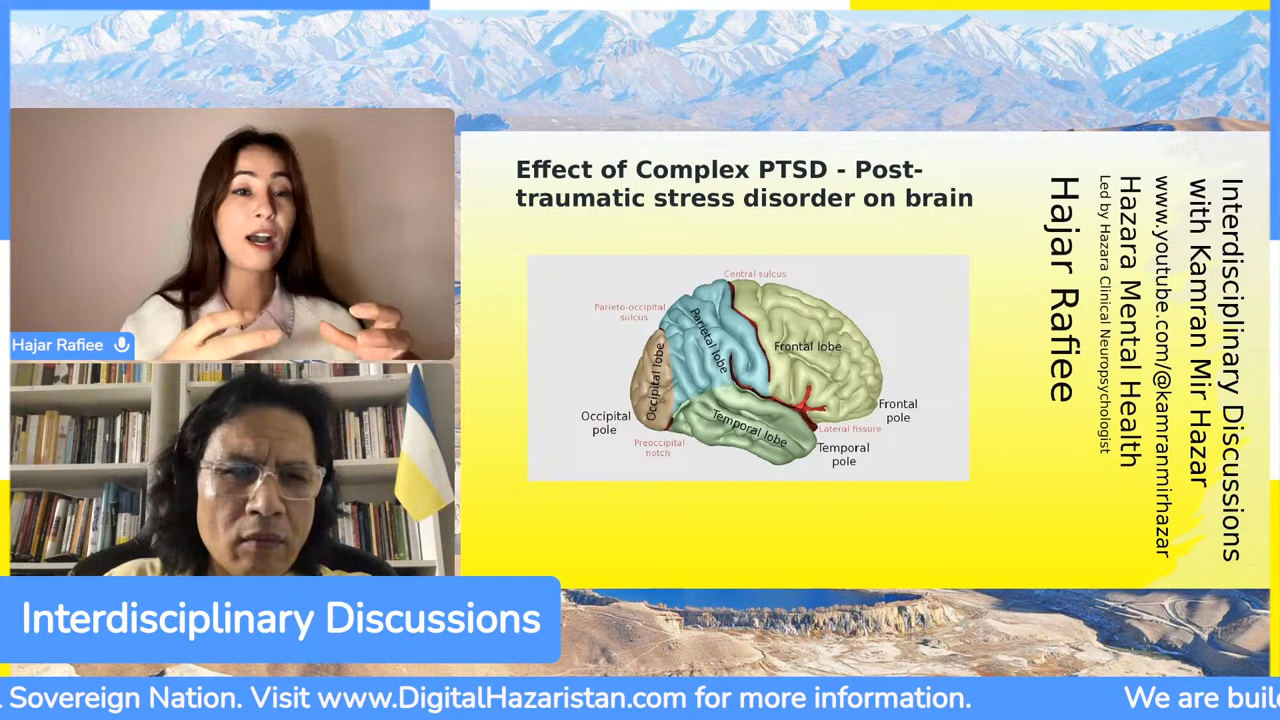 Effect of Complex PTSD - Post-
traumatic stress disorder on brain
Central sulcus
Parieto-occipital
sulcus
Parietal lobe
Frontal lobe
Occipital lobe
Temporal lobe
Occipital
pole
Frontal
pole
Lateral fissure
Preoccipital
notch
Temporal
pole
Interdisciplinary Discussions
with Kamran Mir Hazar
www.youtube.com/@kamranmirhazar
Hazara Mental Health
Led by Hazara Clinical Neuropsychologist
Hajar Rafiee
Hajar Rafiee
Interdisciplinary Discussions
. Sovereign Nation. Visit www.DigitalHazaristan.com for more information. We are build